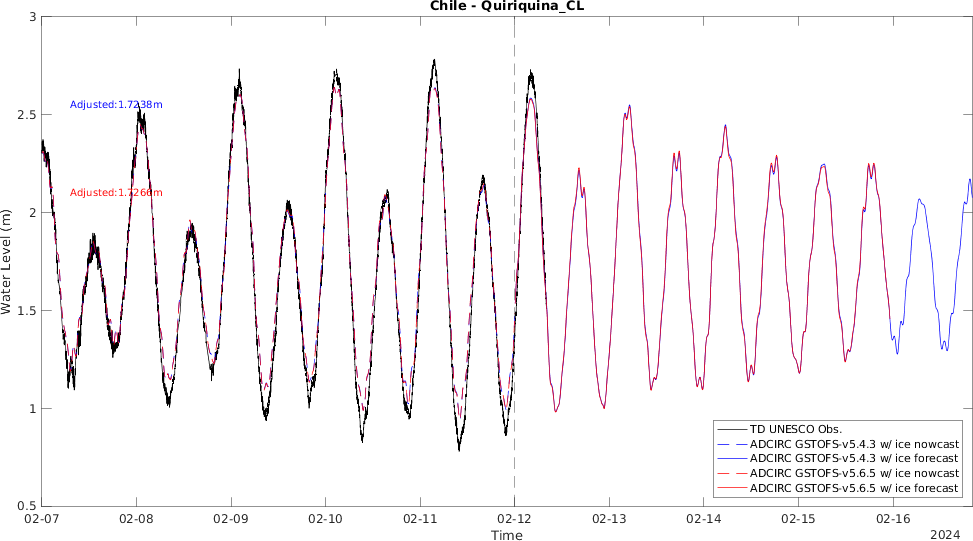 Chile - Quiriquina_CL
3
2.5
2
1.5
1
0.5
Water Level (m)
Adjusted:1.7238m
Adjusted:1.7266m
TD UNESCO Obs.
ADCIRC GSTOFS-v5.4.3 w/ ice nowcast
ADCIRC GSTOFS-v5.4.3 w/ ice forecast
ADCIRC GSTOFS-v5.6.5 w/ ice nowcast
ADCIRC GSTOFS-v5.6.5 w/ ice forecast
02-07 02-08 02-09 02-10 02-11 02-12 02-13 02-14 02-15 02-16
Time
2024